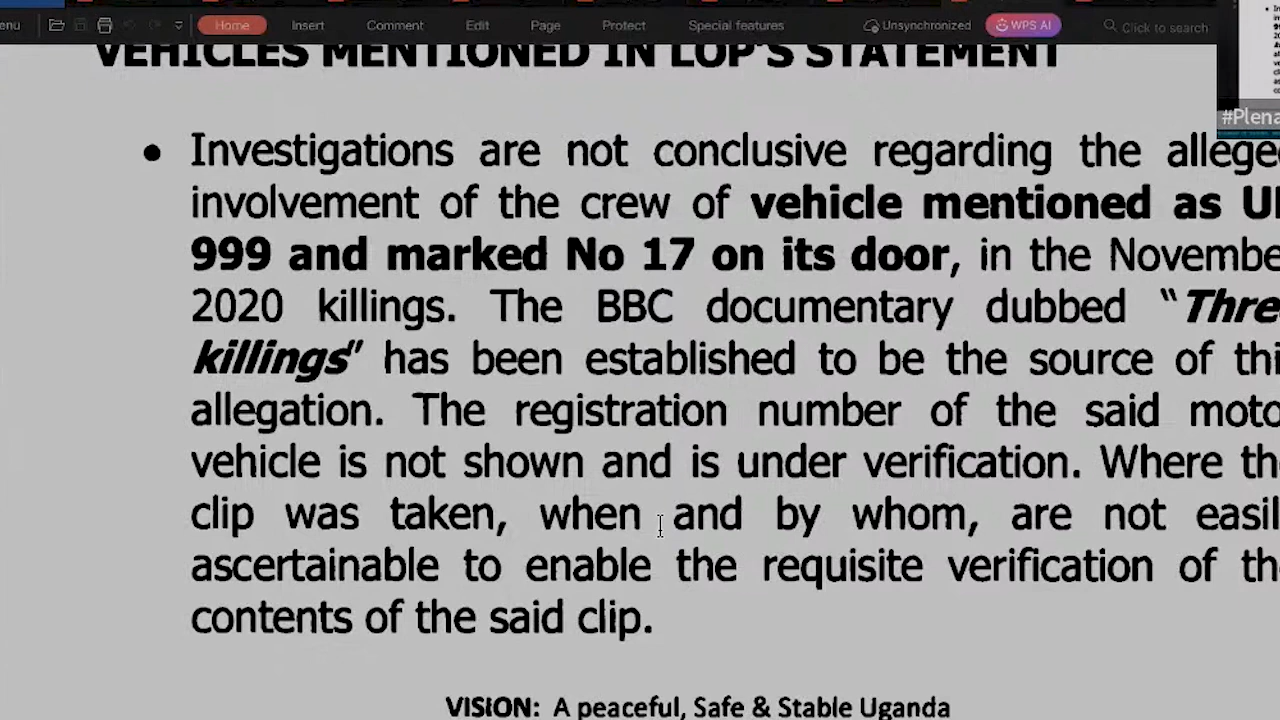 enu Home Insert Comment Edit Page Protect Special features Unsynchronized WPS AI Click to search
VEHICLES MENTIONED IN LOP'S STATEMENT
#Plena
• Investigations are not conclusive regarding the allege
involvement of the crew of vehicle mentioned as U
999 and marked No 17 on its door, in the Novembe
2020 killings. The BBC documentary dubbed “Thre
killings” has been established to be the source of thi
allegation. The registration number of the said moto
vehicle is not shown and is under verification. Where th
clip was taken, when and by whom, are not easil
ascertainable to enable the requisite verification of th
contents of the said clip.
VISION: A peaceful, Safe & Stable Uganda